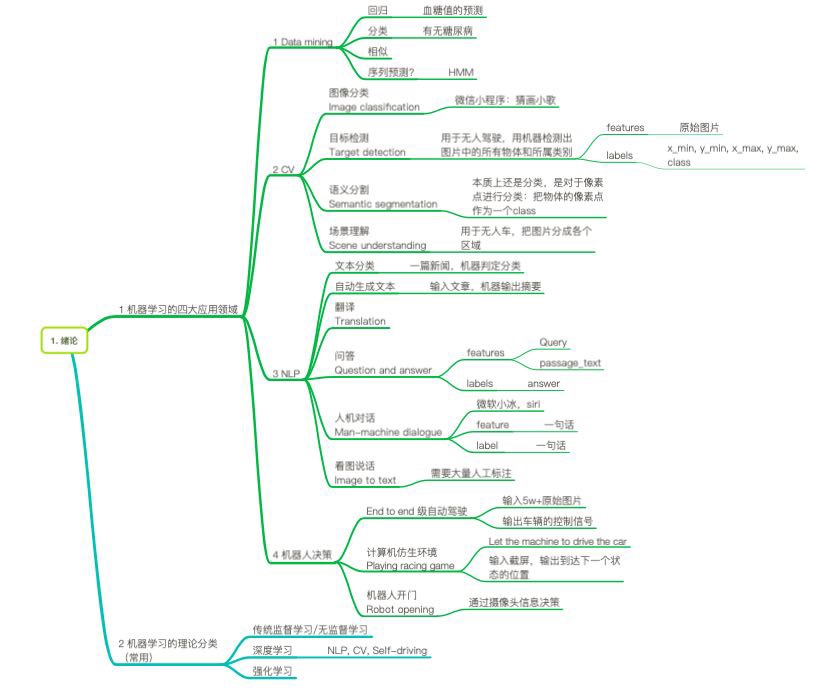 1. 绪论
1 机器学习的四大应用领域
1 Data mining
回归
血糖值的预测
分类
有无糖尿病
相似
序列预测?
HMM
2 CV
图像分类
Image classification
微信小程序：猜画小歌
目标检测
Target detection
用于无人驾驶，用机器检测出
图片中的所有物体和所属类别
features
原始图片
labels
x_min, y_min, x_max, y_max,
class
语义分割
Semantic segmentation
本质上还是分类，是对于像素
点进行分类：把物体的像素点
作为一个class
场景理解
Scene understanding
用于无人车，把图片分成各个
区域
3 NLP
文本分类
一篇新闻，机器判定分类
自动生成文本
输入文章，机器输出摘要
翻译
Translation
问答
Question and answer
features
Query
passage_text
labels
answer
人机对话
Man-machine dialogue
微软小冰，siri
feature
一句话
label
一句话
看图说话
Image to text
需要大量人工标注
4 机器人决策
End to end 级自动驾驶
输入5w+原始图片
输出车辆的控制信号
计算机仿生环境
Playing racing game
Let the machine to drive the car
输入截屏，输出到达下一个状
态的位置
机器人开门
Robot opening
通过摄像头信息决策
2 机器学习的理论分类
（常用）
传统监督学习/无监督学习
深度学习
NLP, CV, Self-driving
强化学习